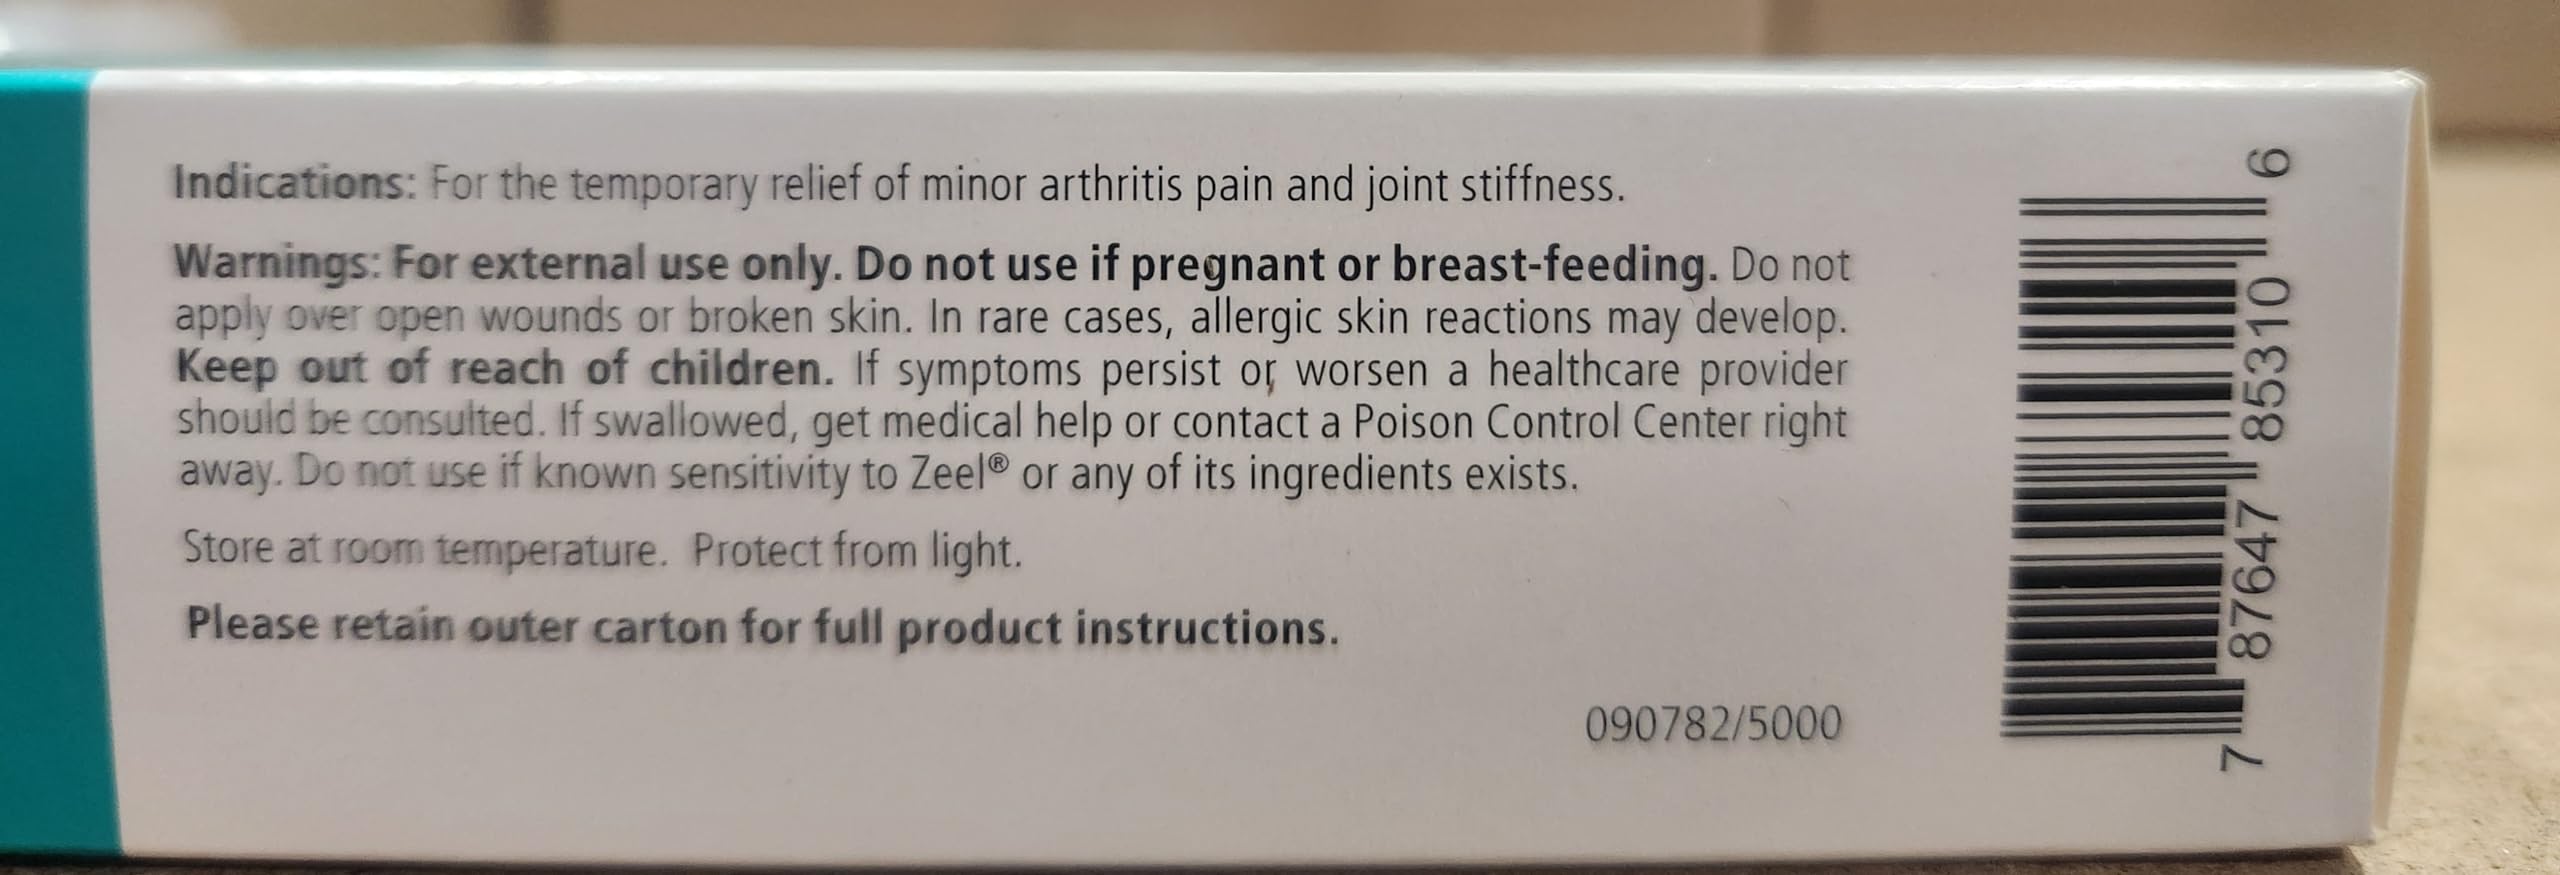 Indications: For the temporary relief of minor arthritis pain and joint stiffness.
Warnings: For external use only. Do not use if pregnant or breast-feeding. Do not
apply over open wounds or broken skin. In rare cases, allergic skin reactions may develop.
Keep out of reach of children. If symptoms persist or worsen a healthcare provider
should be consulted. If swallowed, get medical help or contact a Poison Control Center right
away. Do not use if known sensitivity to Zeel® or any of its ingredients exists.
Store at room temperature. Protect from light.
Please retain outer carton for full product instructions.
090782/5000
7 87647 85310 6